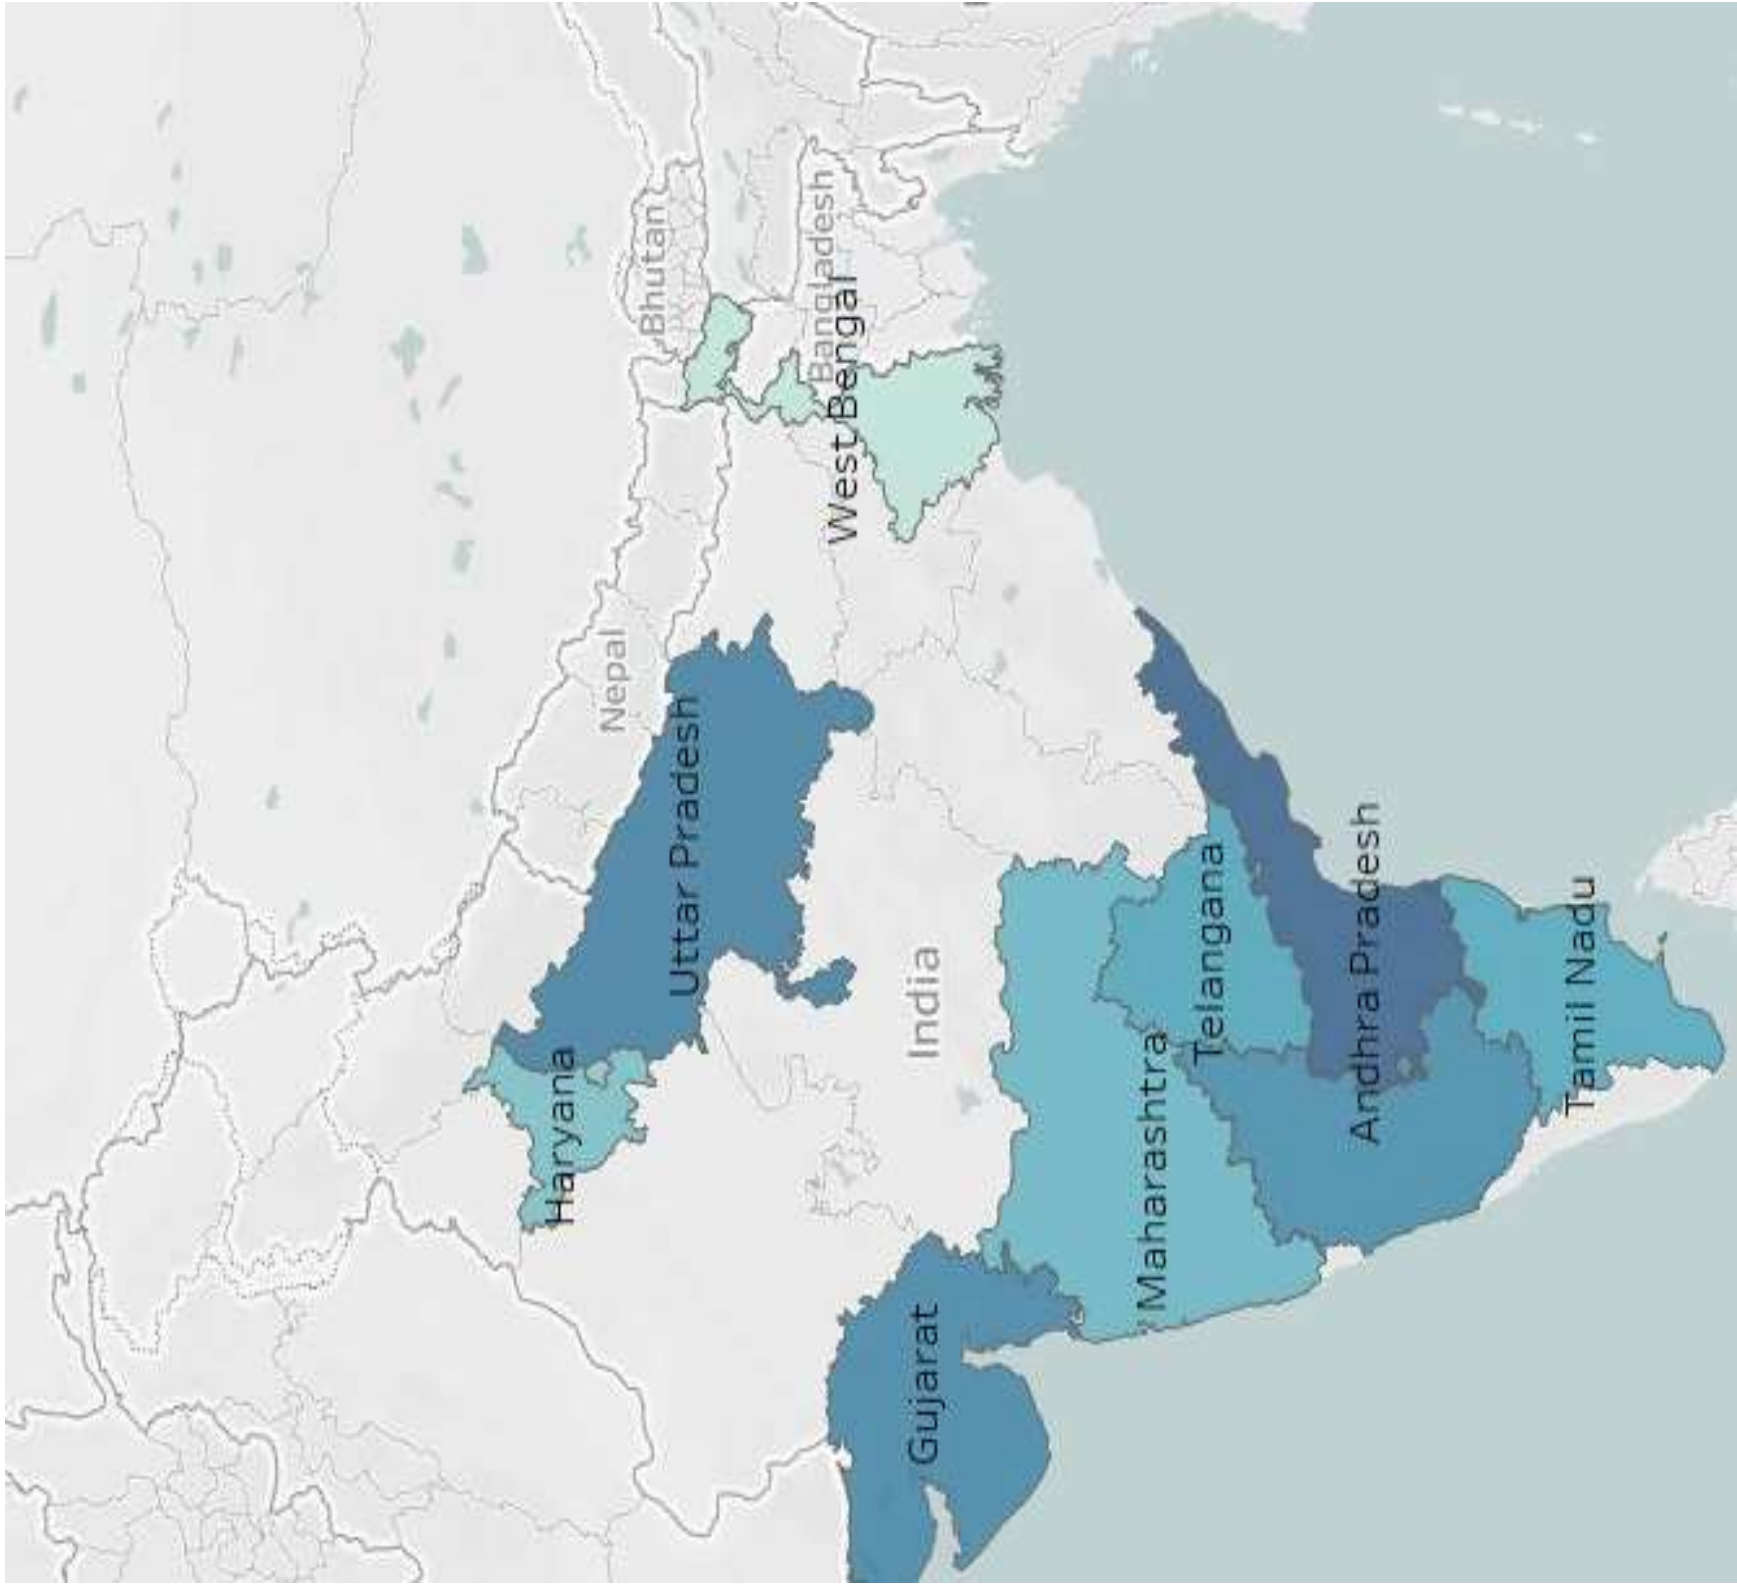 Bhutan
Nepal
Bangladesh
West Bengal
Uttar Pradesh
Haryana
India
Gujarat
Maharashtra
Telangana
Andhra Pradesh
Tamil Nadu